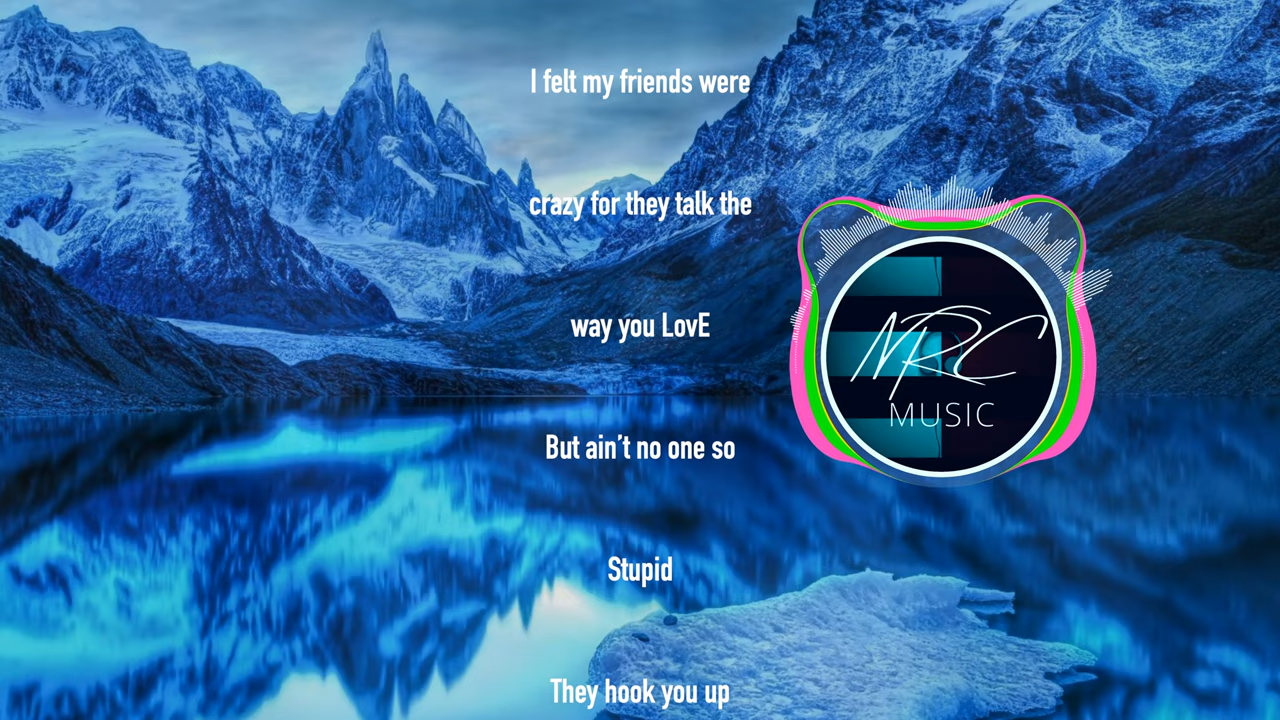 I felt my friends were
crazy for they talk the
way you LovE
But ain't no one so
Stupid
They hook you up
MRC
MUSIC